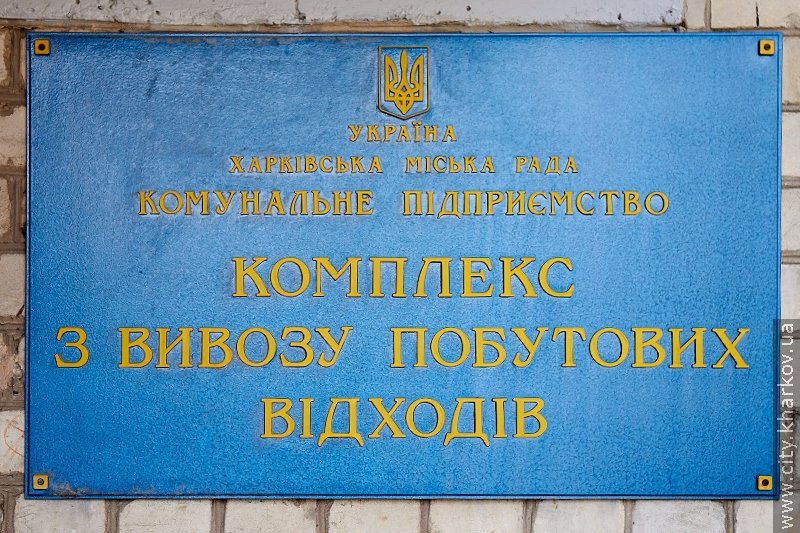 УКРАЇНА
ХАРКІВСЬКА МІСЬКА РАДА
КОМУНАЛЬНЕ ПІДПРИЄМСТВО
КОМПЛЕКС
З ВИВОЗУ ПОБУТОВИХ
ВІДХОДІВ
www.city.kharkov.ua